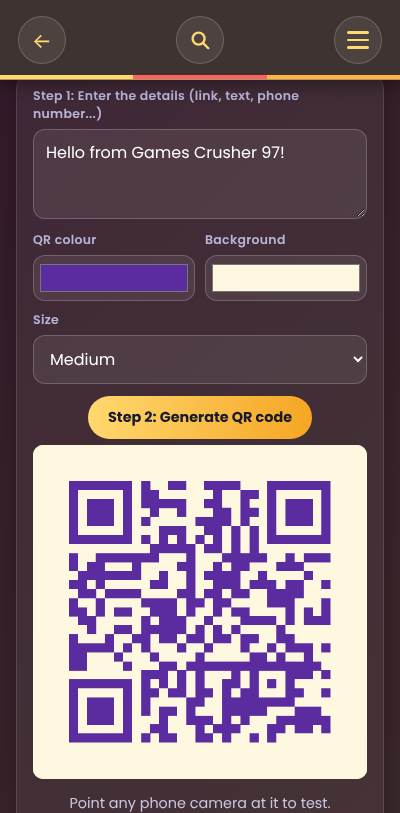 Step 1: Enter the details (link, text, phone
number...)
Hello from Games Crusher 97!
QR colour
Background
Size
Medium
Step 2: Generate QR code
Point any phone camera at it to test.